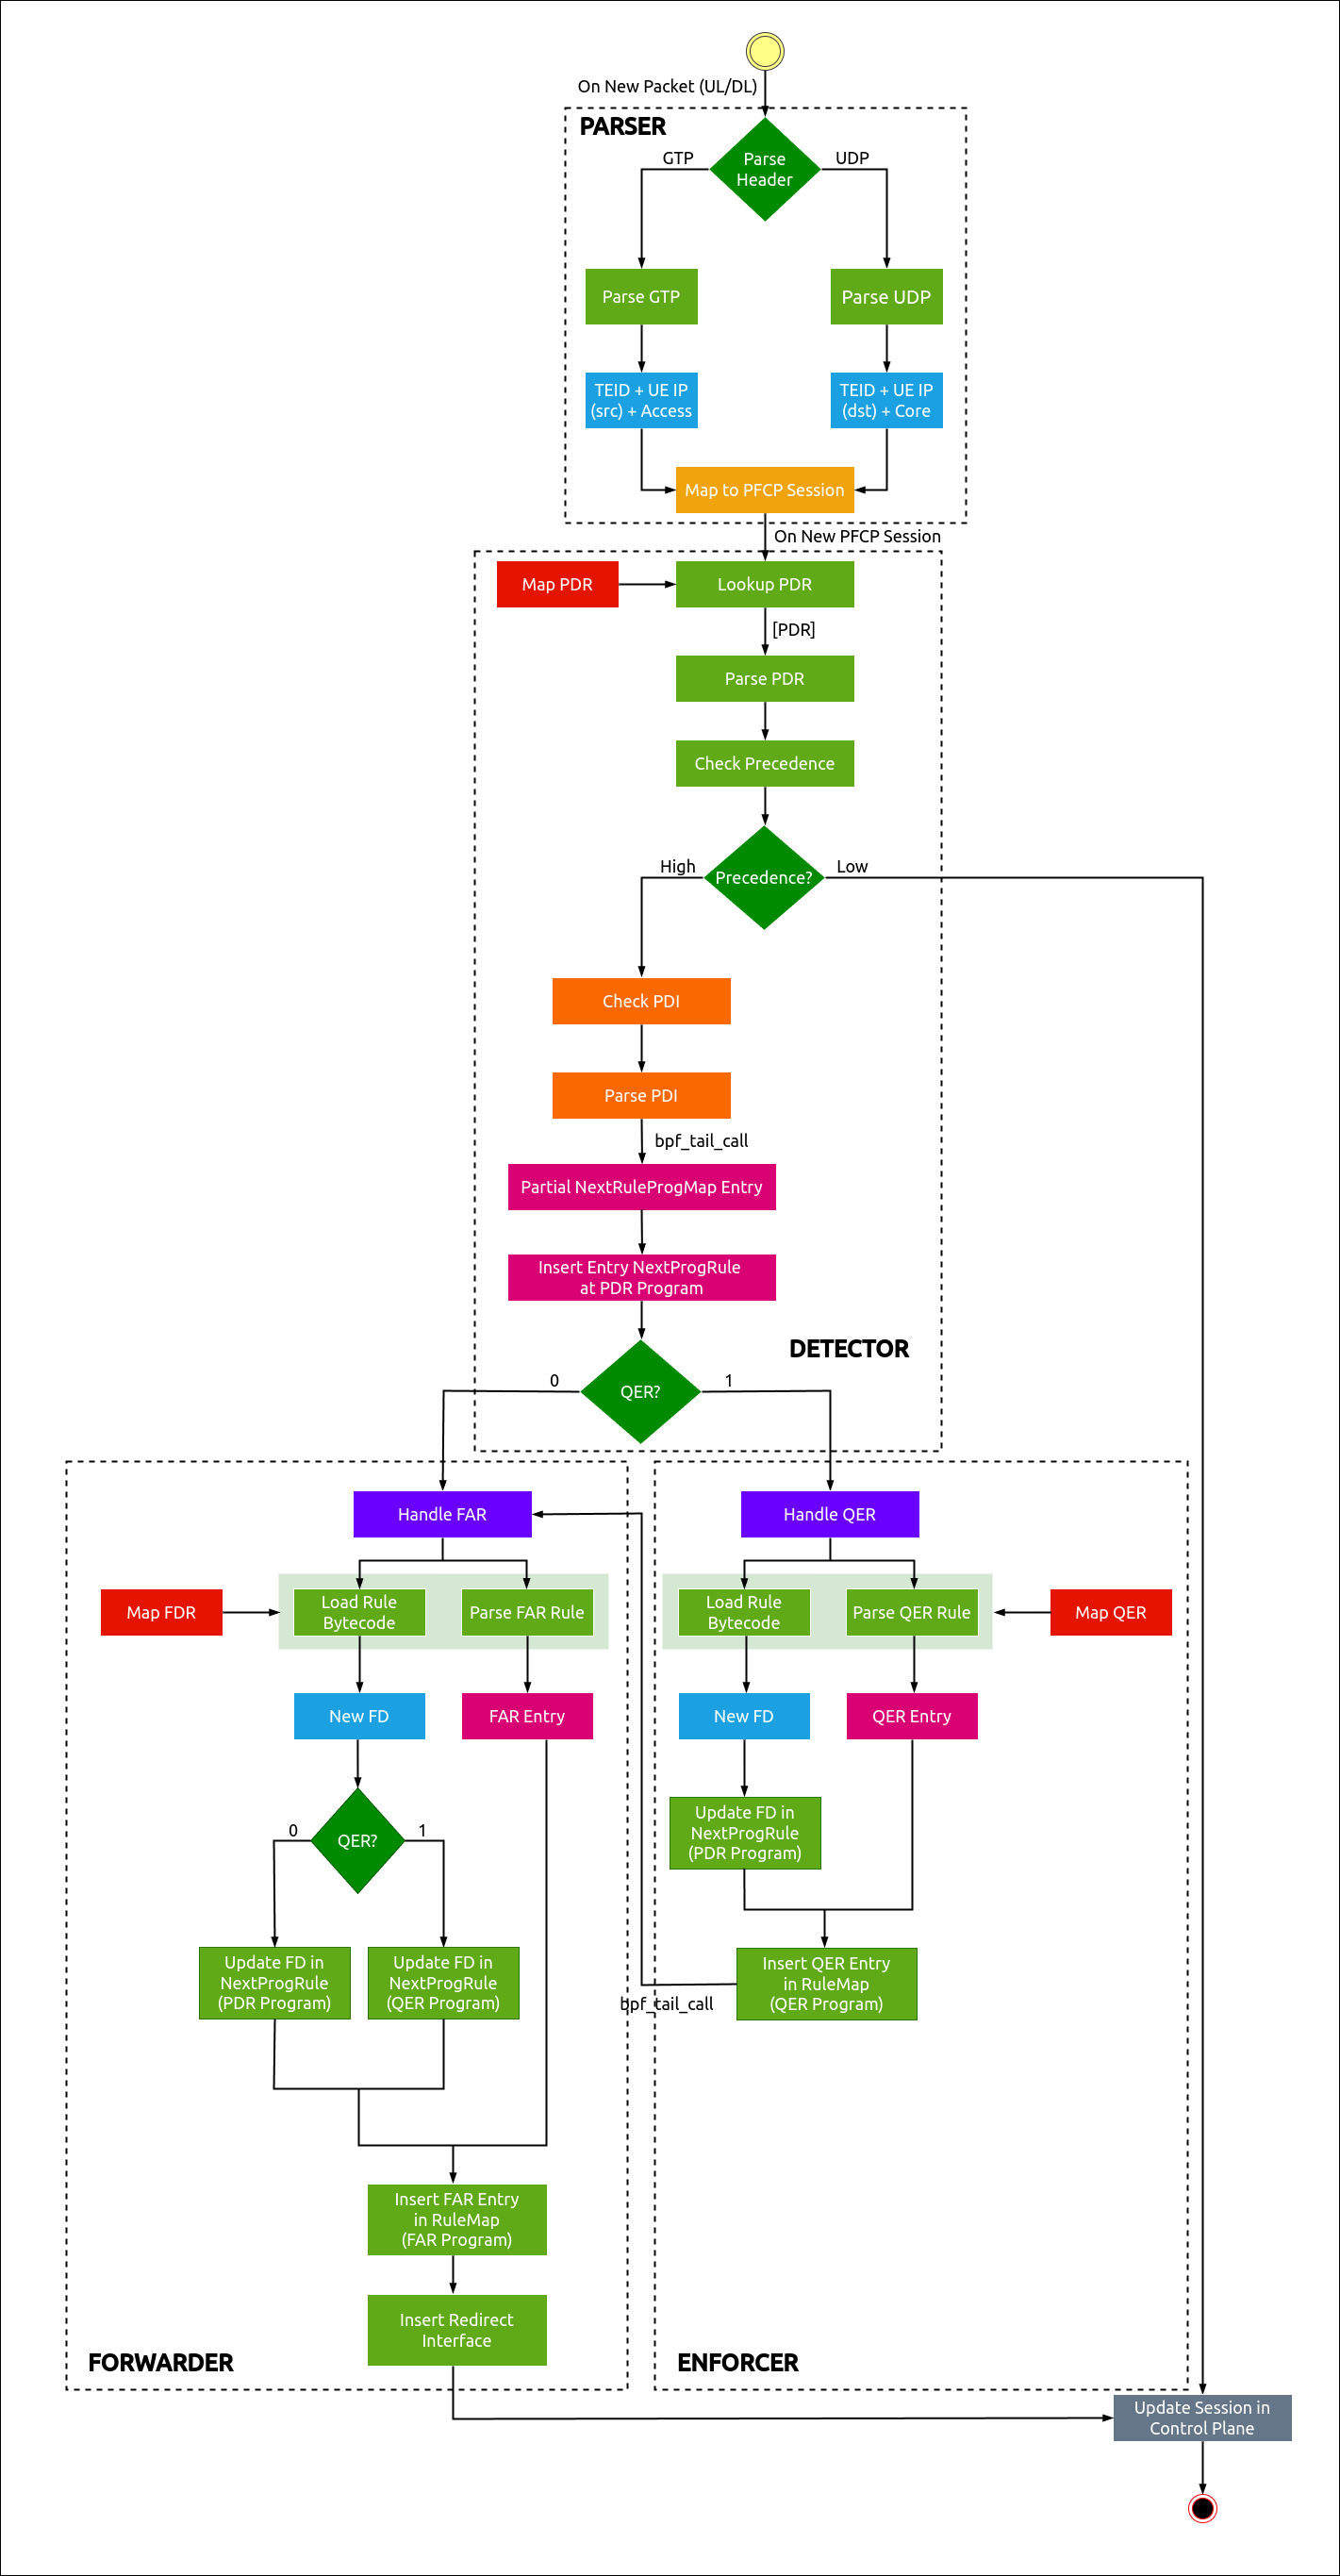 On New Packet (UL/DL)
PARSER
GTP
Parse
Header
UDP
Parse GTP
Parse UDP
TEID + UE IP
(src) + Access
TEID + UE IP
(dst) + Core
Map to PFCP Session
On New PFCP Session
Map PDR
Lookup PDR
[PDR]
Parse PDR
Check Precedence
High
Precedence?
Low
Check PDI
Parse PDI
bpf_tail_call
Partial NextRuleProgMap Entry
Insert Entry NextProgRule
at PDR Program
DETECTOR
0
QER?
1
Handle FAR
Handle QER
Map FDR
Load Rule
Bytecode
Parse FAR Rule
Load Rule
Bytecode
Parse QER Rule
Map QER
New FD
FAR Entry
New FD
QER Entry
0
QER?
1
Update FD in
NextProgRule
(PDR Program)
Update FD in
NextProgRule
(PDR Program)
Update FD in
NextProgRule
(QER Program)
Insert QER Entry
in RuleMap
(QER Program)
bpf_tail_call
Insert FAR Entry
in RuleMap
(FAR Program)
Insert Redirect
Interface
FORWARDER
ENFORCER
Update Session in
Control Plane